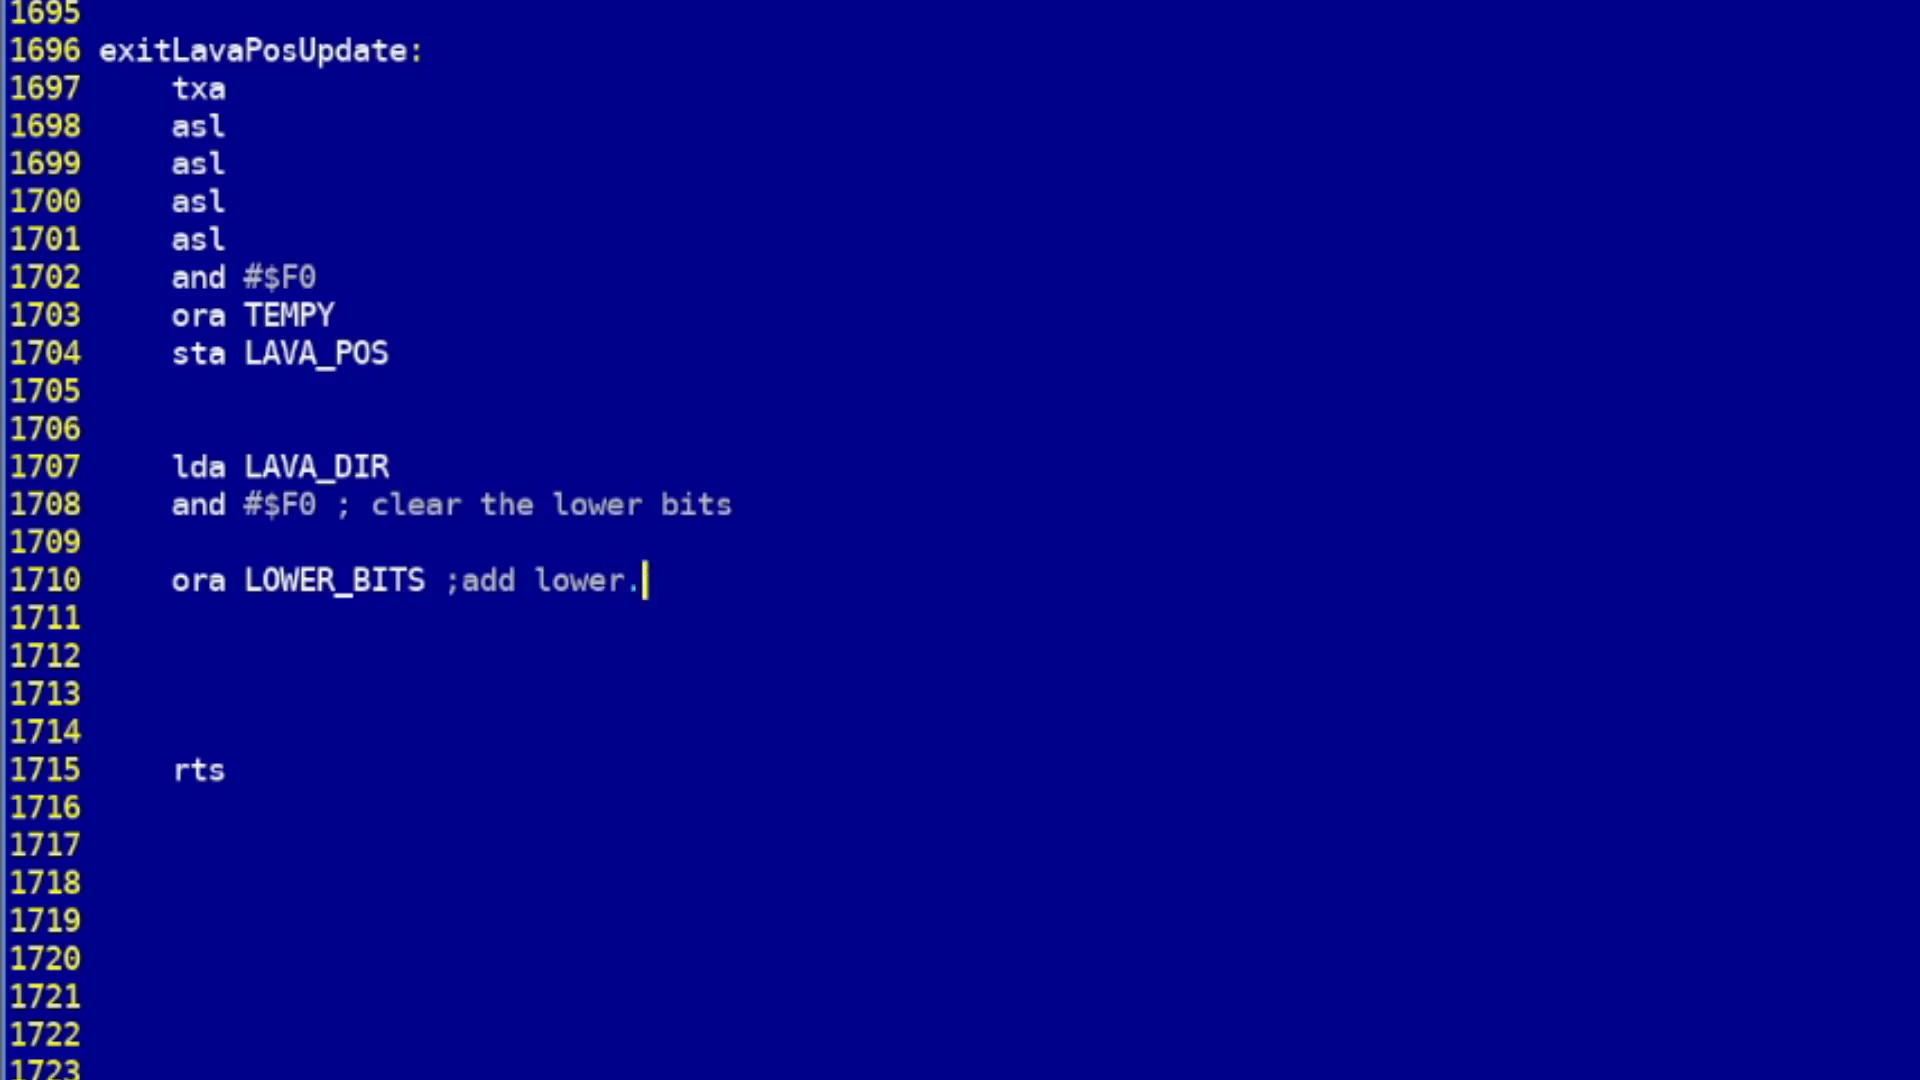 1695
1696 exitLavaPosUpdate:
1697 txa
1698 asl
1699 asl
1700 asl
1701 asl
1702 and #$F0
1703 ora TEMPY
1704 sta LAVA_POS
1705
1706
1707 lda LAVA_DIR
1708 and #$F0 ; clear the lower bits
1709
1710 ora LOWER_BITS ;add lower.
1711
1712
1713
1714
1715 rts
1716
1717
1718
1719
1720
1721
1722
1723